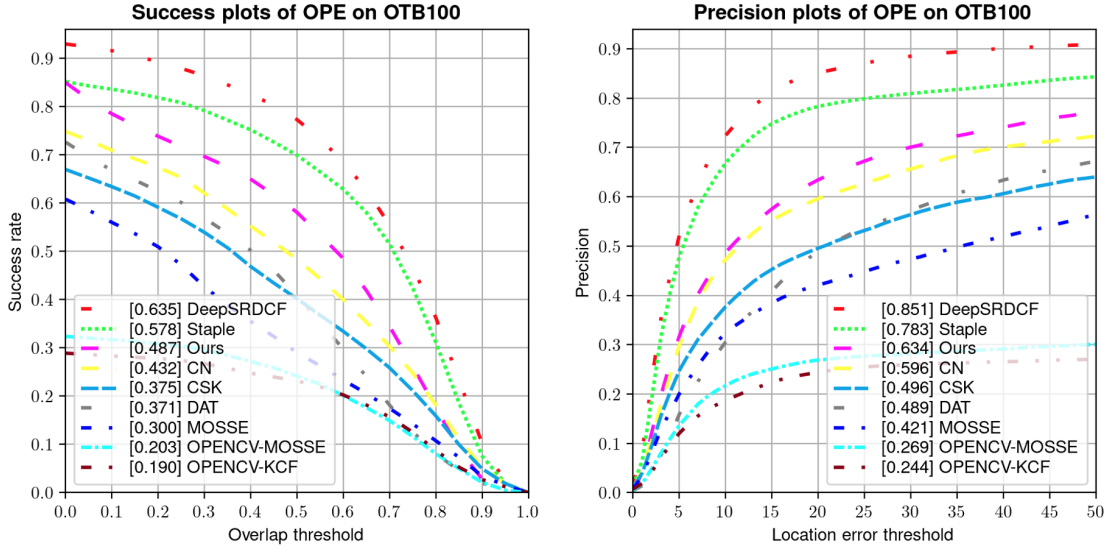 Success plots of OPE on OTB100
Success rate
0.9
0.8
0.7
0.6
0.5
0.4
0.3
0.2
0.1
0.0
[0.635] DeepSRDCF
[0.578] Staple
[0.487] Ours
[0.432] CN
[0.375] CSK
[0.371] DAT
[0.300] MOSSE
[0.203] OPENCV-MOSSE
[0.190] OPENCV-KCF
0.0 0.1 0.2 0.3 0.4 0.5 0.6 0.7 0.8 0.9 1.0
Overlap threshold
Precision plots of OPE on OTB100
Precision
0.9
0.8
0.7
0.6
0.5
0.4
0.3
0.2
0.1
0.0
[0.851] DeepSRDCF
[0.783] Staple
[0.634] Ours
[0.596] CN
[0.496] CSK
[0.489] DAT
[0.421] MOSSE
[0.269] OPENCV-MOSSE
[0.244] OPENCV-KCF
0 5 10 15 20 25 30 35 40 45 50
Location error threshold